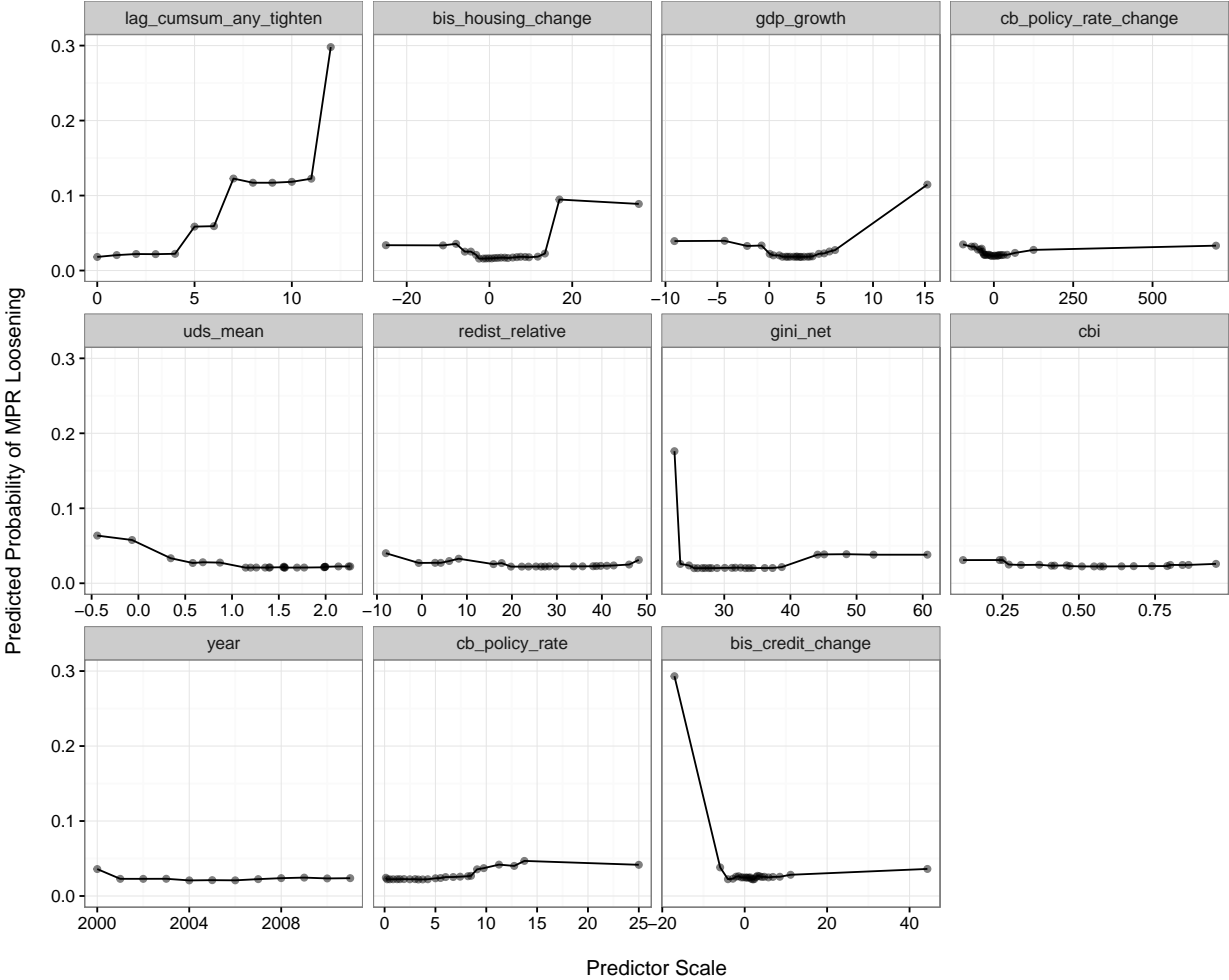 lag_cumsum_any_tighten bis_housing_change gdp_growth cb_policy_rate_change
0.3
0.2
0.1
0.0
0 5 10 −20 0 20 −10 −5 0 5 10 15 0 250 500
uds_mean redist_relative gini_net cbi
0.3
0.2
0.1
0.0
−0.5 0.0 0.5 1.0 1.5 2.0 −10 0 10 20 30 40 50 30 40 50 60 0.25 0.50 0.75
year cb_policy_rate bis_credit_change
0.3
0.2
0.1
0.0
2000 2004 2008 0 5 10 15 20 25 −20 0 20 40
Predictor Scale
Predicted Probability of MPR Loosening